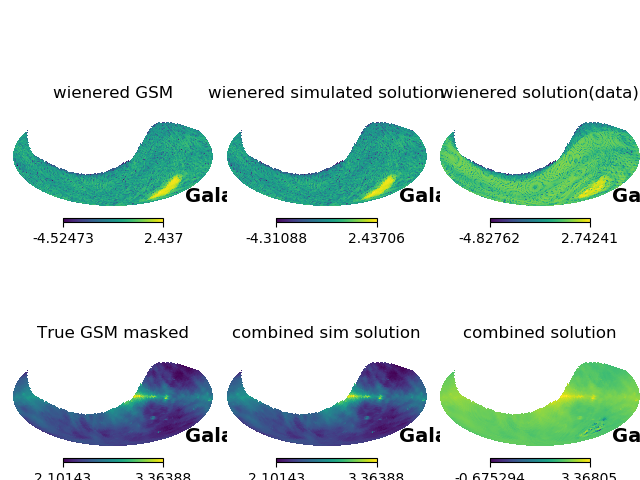 wienered GSM
wienered simulated solution
wienered solution(data)
Gala
Gala
Ga
-4.52473 2.437
-4.31088 2.43706
-4.82762 2.74241
True GSM masked
combined sim solution
combined solution
Gala
Gala
Ga
2.10143 3.36388
2.10143 3.36388
-0.675294 3.36805